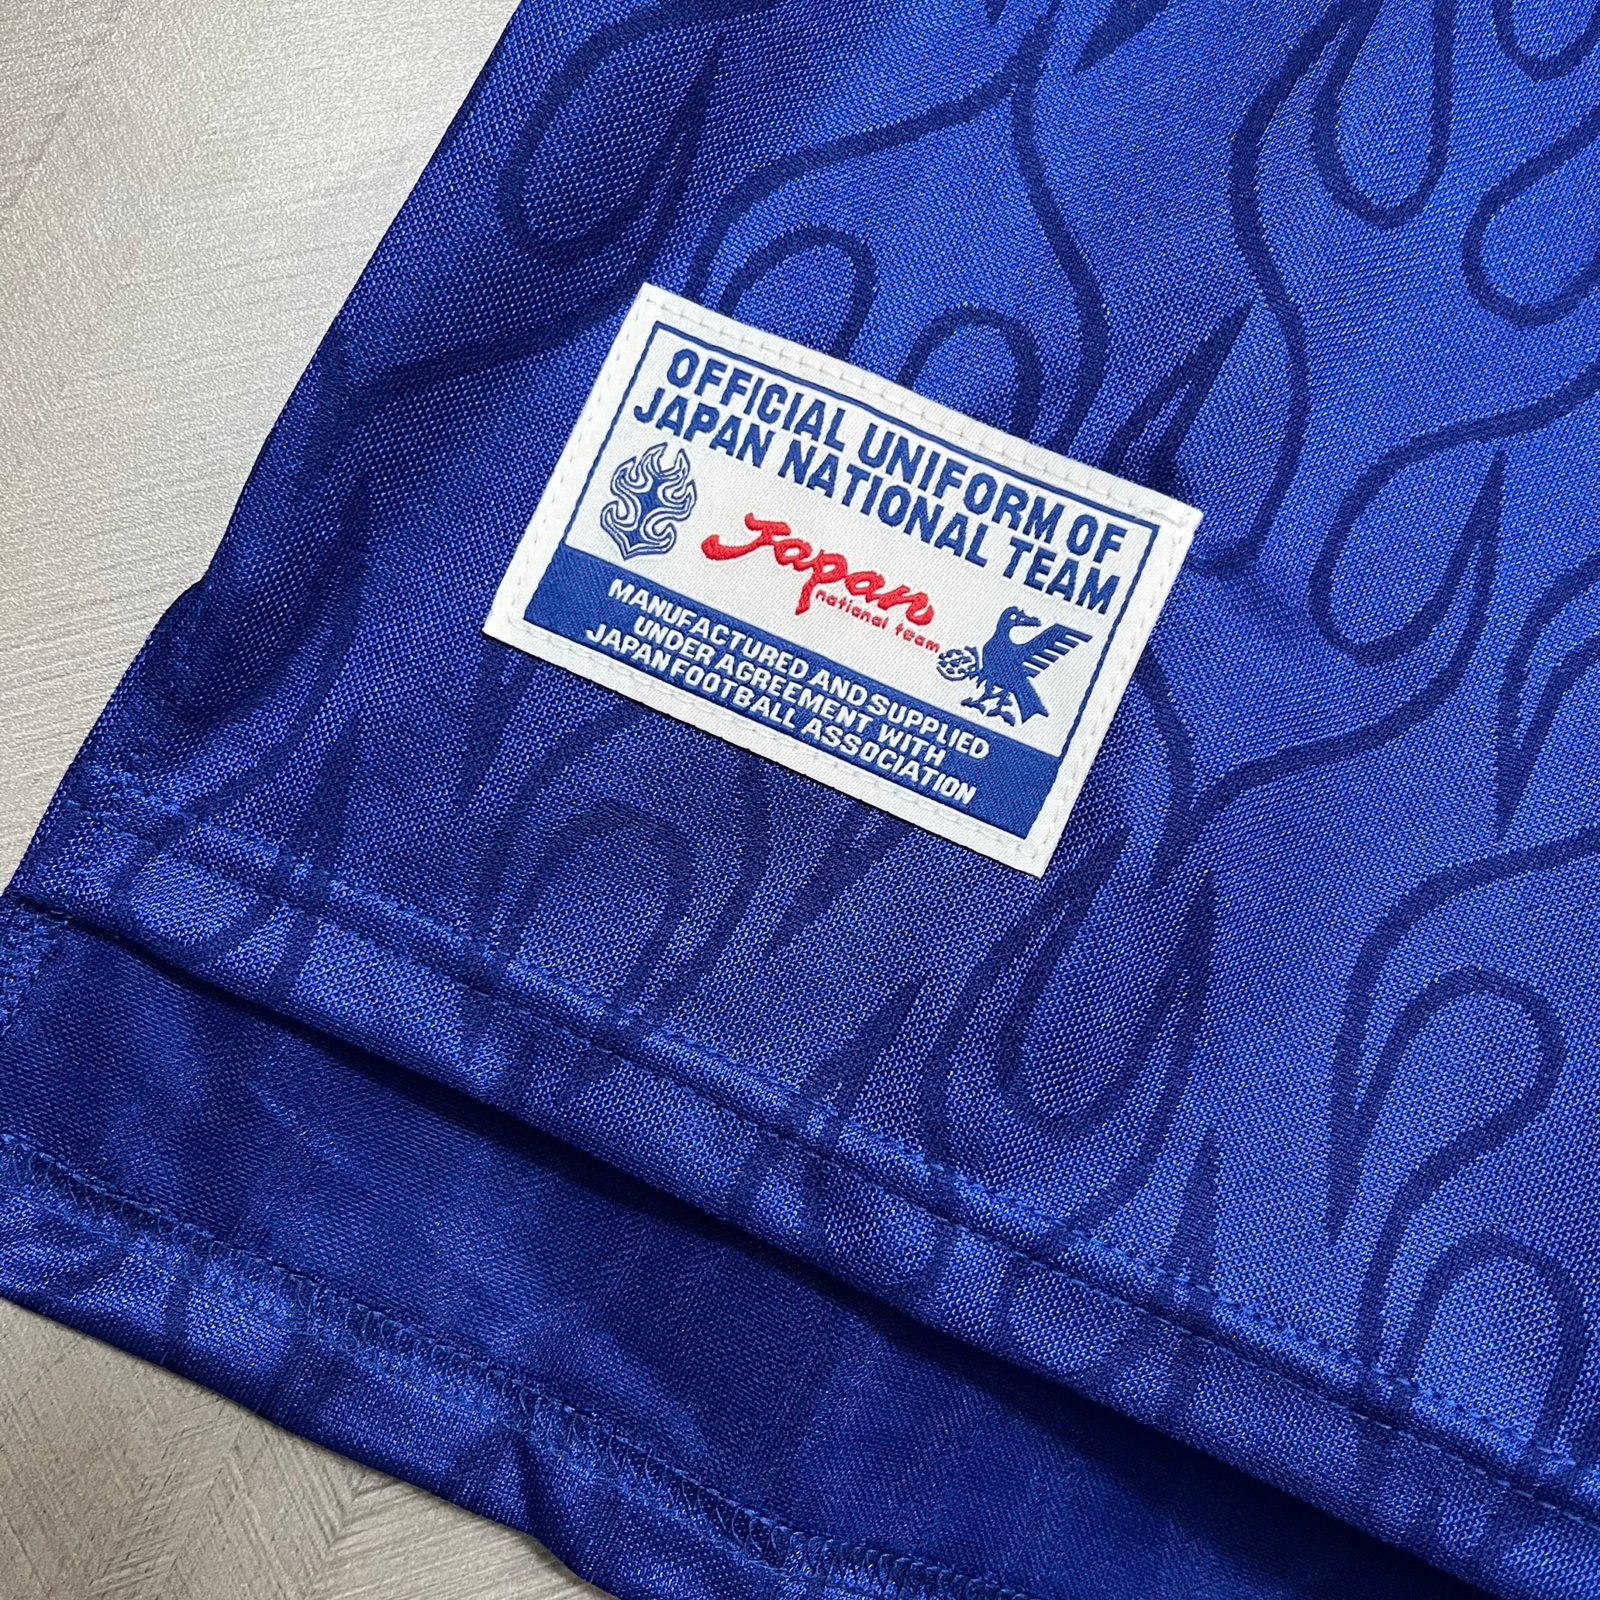 OFFICIAL UNIFORM OF
JAPAN NATIONAL TEAM
Japan
national team
MANUFACTURED AND SUPPLIED
UNDER AGREEMENT WITH
JAPAN FOOTBALL ASSOCIATION